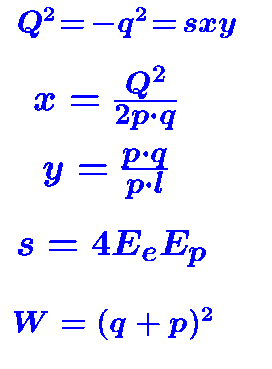 Q² = −q² = sxy
x = Q²/2p·q
y = p·q/p·l
s = 4EₑEₚ
W = (q + p)²